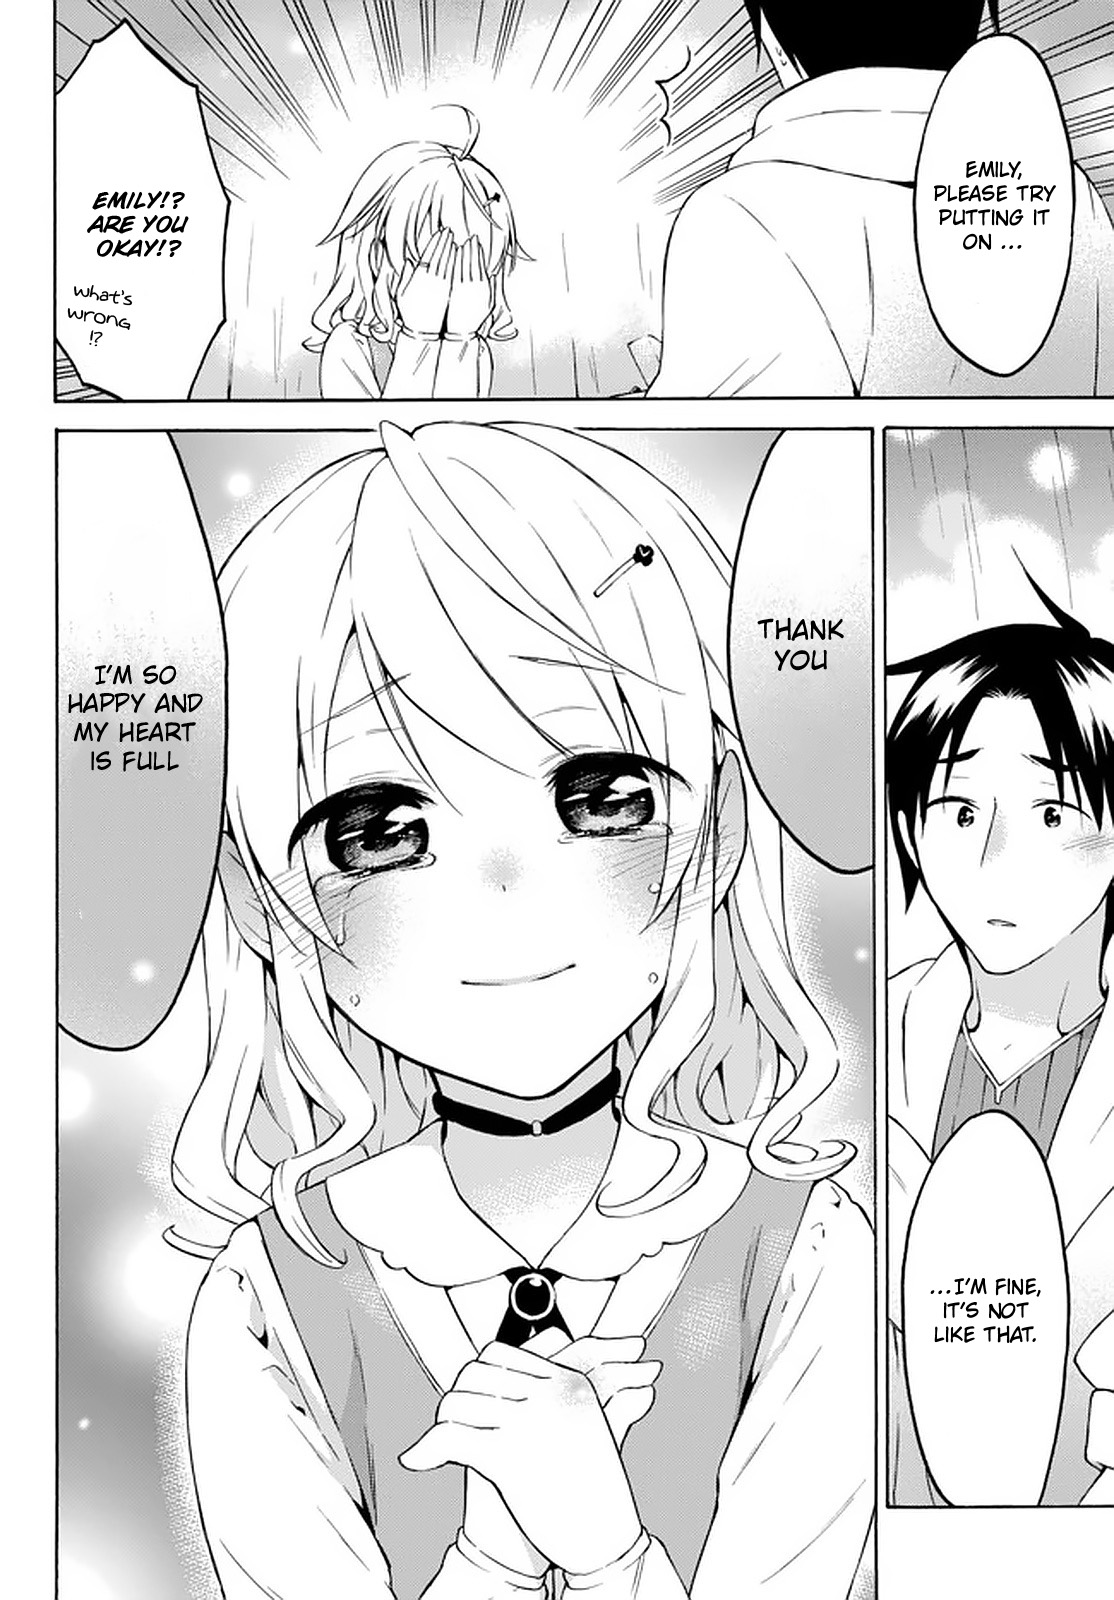 EMILY,
PLEASE TRY
PUTTING IT
ON ...
EMILY!?
ARE YOU
OKAY!?
what's
wrong
!?
...I'M FINE,
IT'S NOT
LIKE THAT.
THANK
YOU
I'M SO
HAPPY AND
MY HEART
IS FULL